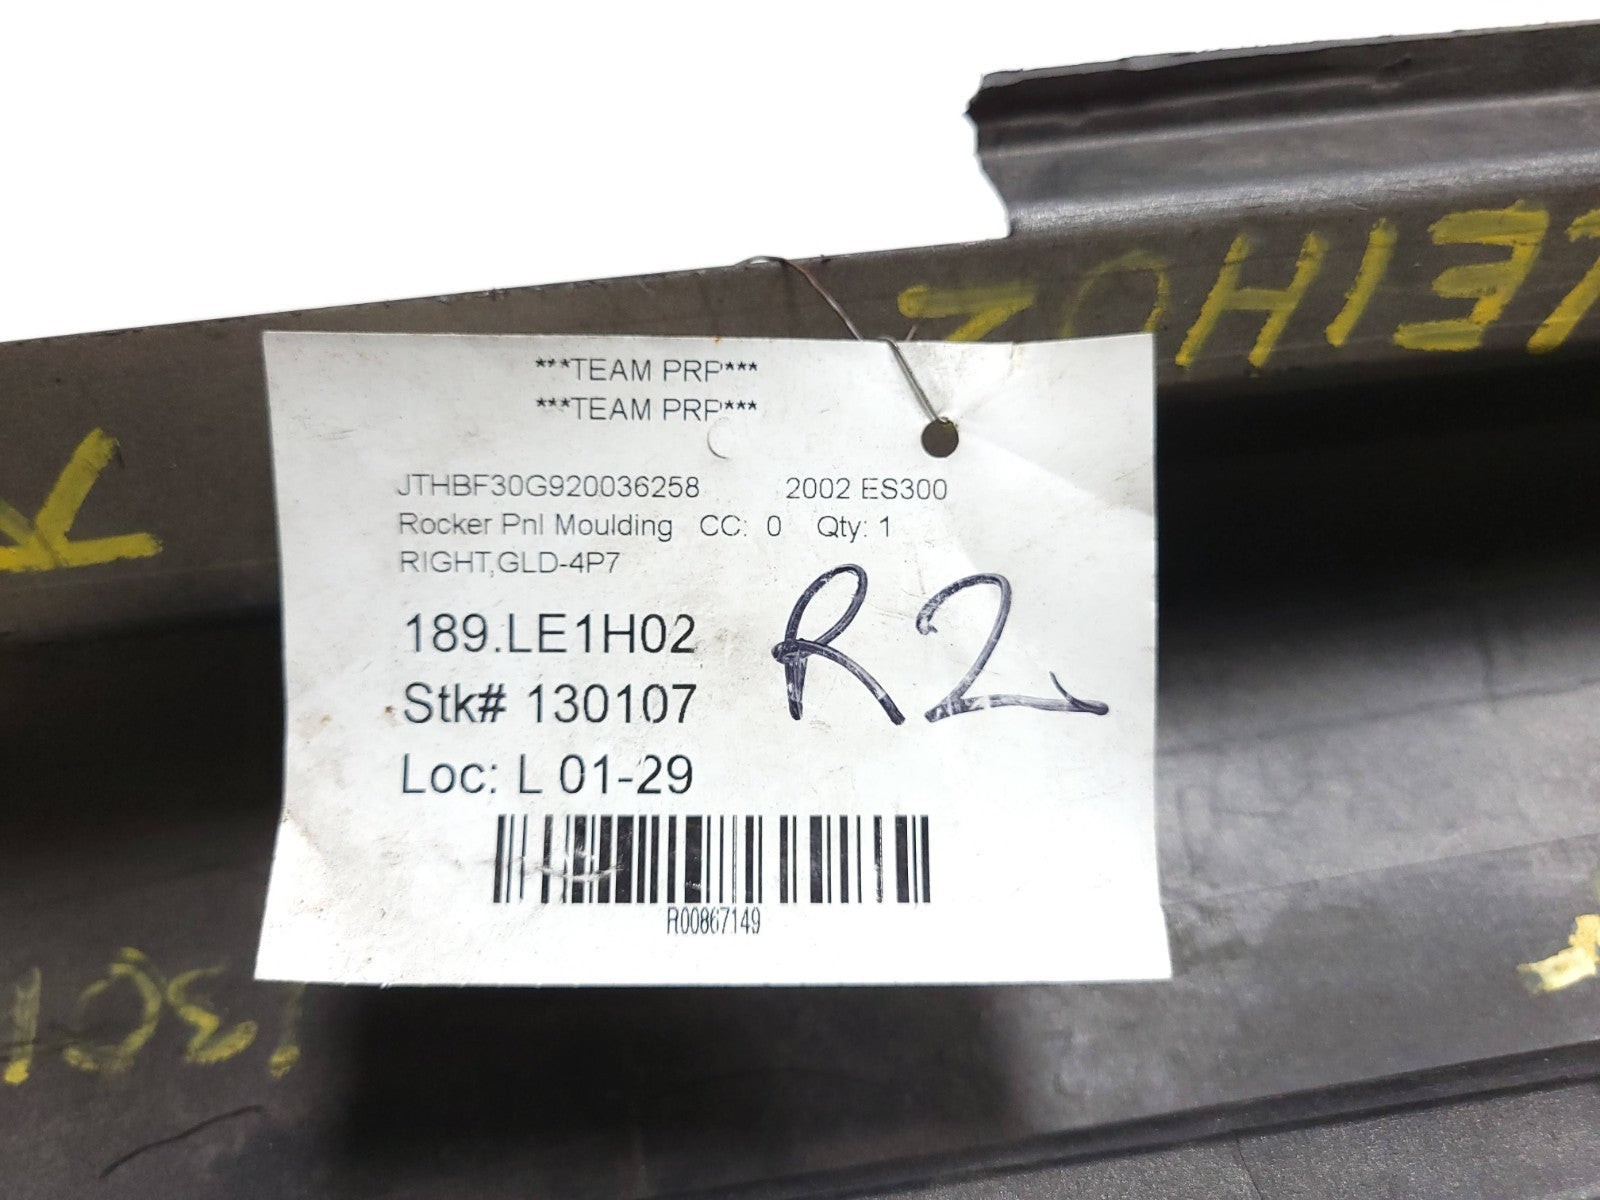 ***TEAM PRP***
***TEAM PRP***
JTHBF30G920036258 2002 ES300
Rocker Pnl Moulding CC: 0 Qty: 1
RIGHT,GLD-4P7
189.LE1H02
R2
Stk# 130107
Loc: L 01-29
R00867149
LE1H02
R
1301